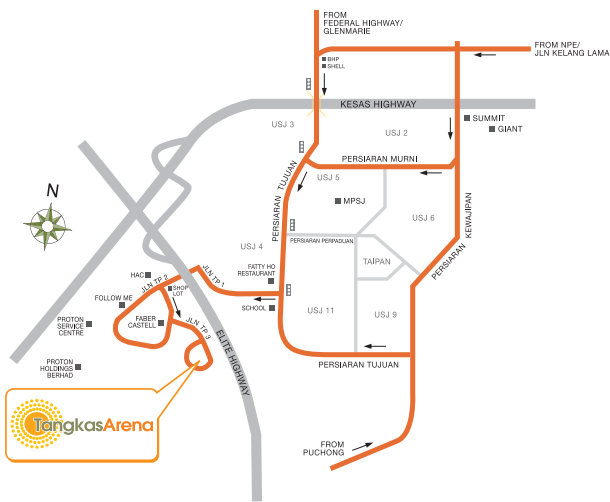 FROM
FEDERAL HIGHWAY/
GLENMARIE
FROM NPE/
JLN KELANG LAMA
BHP
SHELL
KESAS HIGHWAY
SUMMIT
GIANT
USJ 3
USJ 2
PERSIARAN MURNI
USJ 5
PERSIARAN TUJUAN
N
MPSJ
USJ 6
KEWAJIPAN
PERSIARAN
PERSIARAN PERPADUAN
USJ 4
TAIPAN
FATTY HO
RESTAURANT
HAC
JLN TP 2
JLN TP1
SHOP
LOT
FOLLOW ME
SCHOOL
USJ 11
USJ 9
FABER
CASTELL
JLN TP 3
PROTON
SERVICE
CENTRE
ELITE HIGHWAY
PERSIARAN TUJUAN
PROTON
HOLDINGS
BERHAD
TangkasArena
FROM
PUCHONG